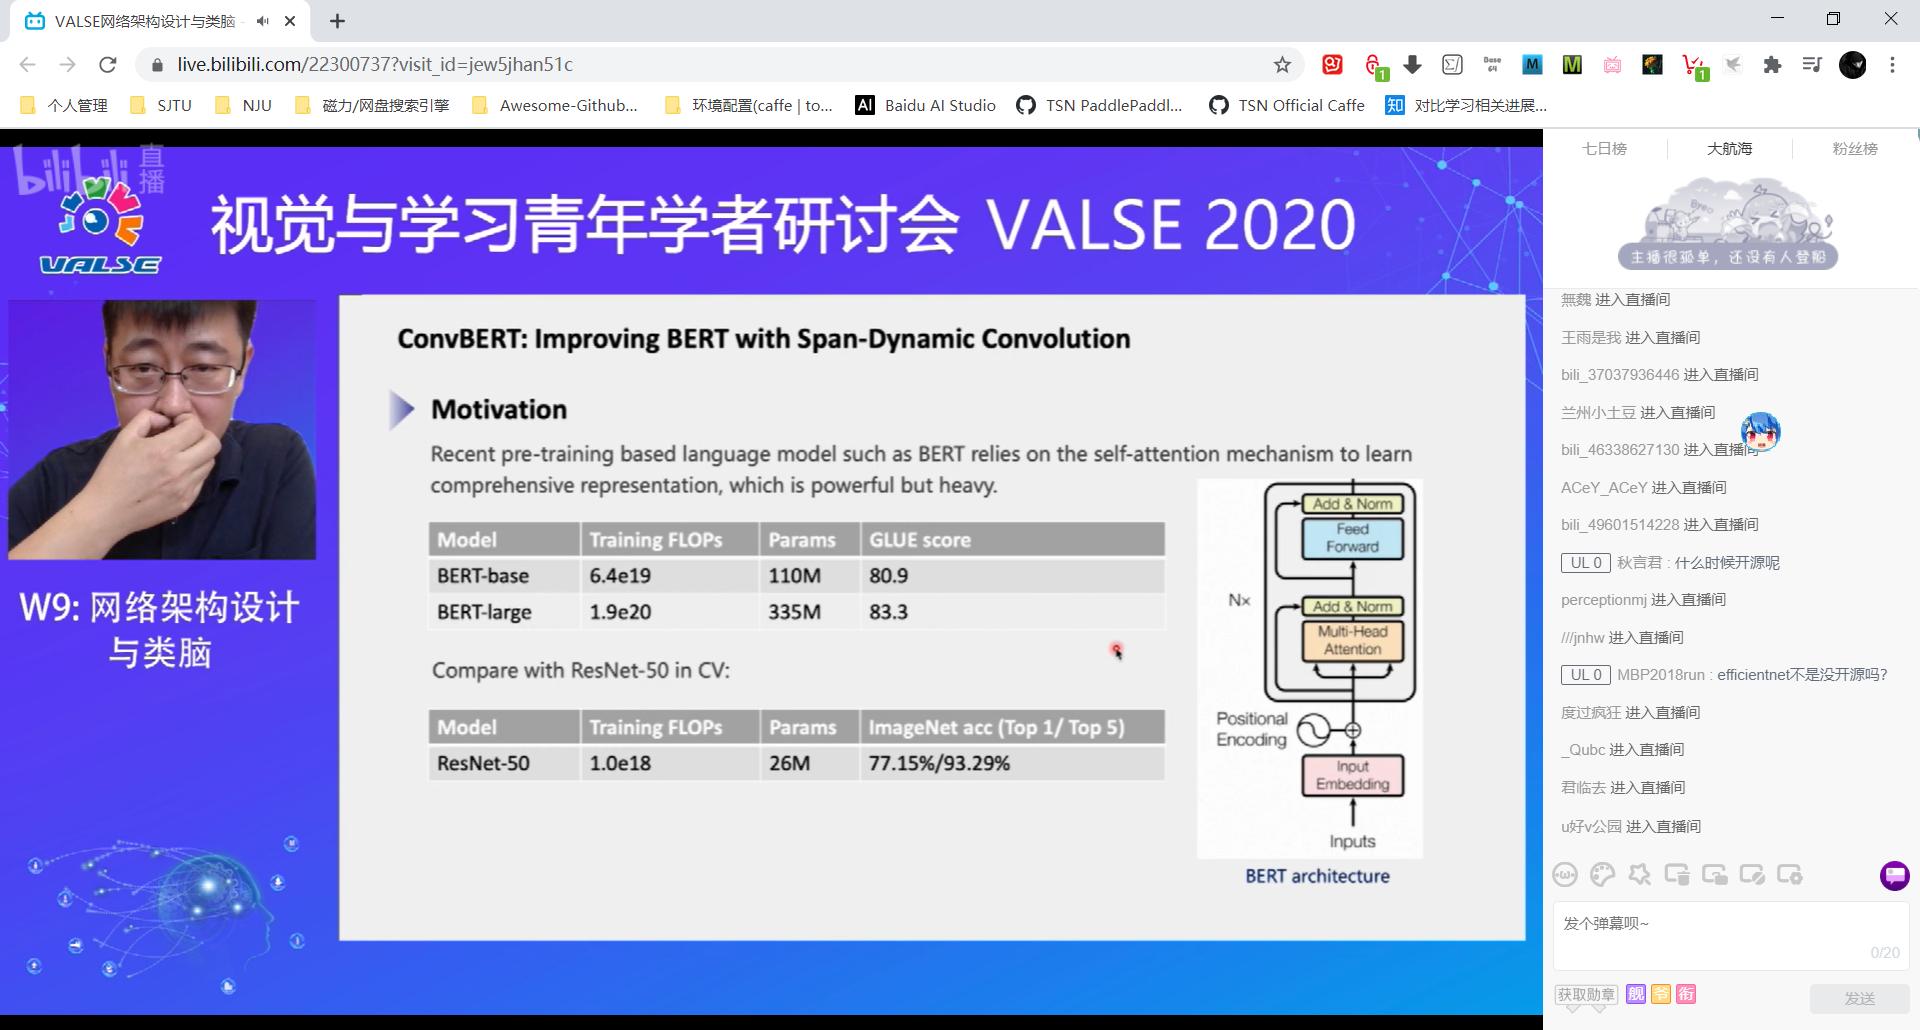 VALSE网络架构设计与类脑
live.bilibili.com/22300737?visit_id=jew5jhan51c
1
Base 64
M
M
1
个人管理
SJTU
NJU
磁力/网盘搜索引擎
Awesome-Github...
环境配置(caffe | to...
AI Baidu AI Studio
TSN PaddlePaddl...
TSN Official Caffe
知 对比学习相关进展...
bilibili 直播
VALSE
视觉与学习青年学者研讨会 VALSE 2020
W9: 网络架构设计
与类脑
ConvBERT: Improving BERT with Span-Dynamic Convolution
Motivation
Recent pre-training based language model such as BERT relies on the self-attention mechanism to learn
comprehensive representation, which is powerful but heavy.
Model Training FLOPs Params GLUE score
BERT-base 6.4e19 110M 80.9
BERT-large 1.9e20 335M 83.3
Compare with ResNet-50 in CV:
Model Training FLOPs Params ImageNet acc (Top 1/ Top 5)
ResNet-50 1.0e18 26M 77.15%/93.29%
Add & Norm
Feed
Forward
N×
Add & Norm
Multi-Head
Attention
Positional
Encoding
Input
Embedding
Inputs
BERT architecture
七日榜 大航海 粉丝榜
主播很孤单，还没有人登船
無魏 进入直播间
王雨是我 进入直播间
bili_37037936446 进入直播间
兰州小土豆 进入直播间
bili_46338627130 进入直播间
ACeY_ACeY 进入直播间
bili_49601514228 进入直播间
UL 0 秋言君 : 什么时候开源呢
perceptionmj 进入直播间
///jnhw 进入直播间
UL 0 MBP2018run : efficientnet不是没开源吗?
度过疯狂 进入直播间
_Qubc 进入直播间
君临去 进入直播间
u好v公园 进入直播间
发个弹幕呗~
0/20
获取勋章 舰 爷 衔
发送